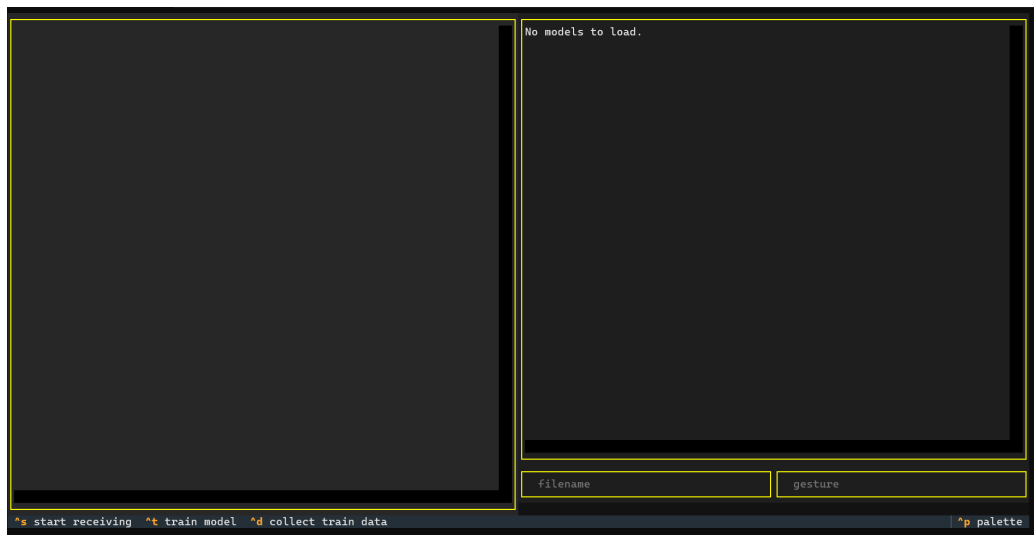 No models to load.
filename
gesture
^s start receiving ^t train model ^d collect train data
^p palette